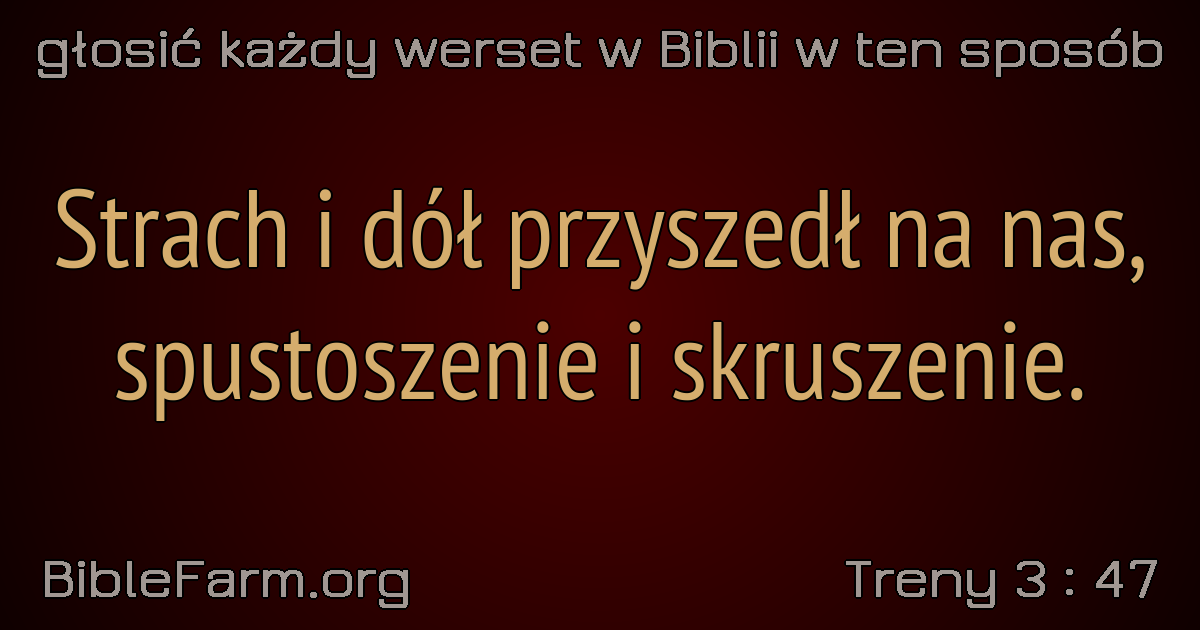 głosić każdy werset w Biblii w ten sposób
Strach i dół przyszedł na nas,
spustoszenie i skruszenie.
BibleFarm.org
Treny 3 : 47